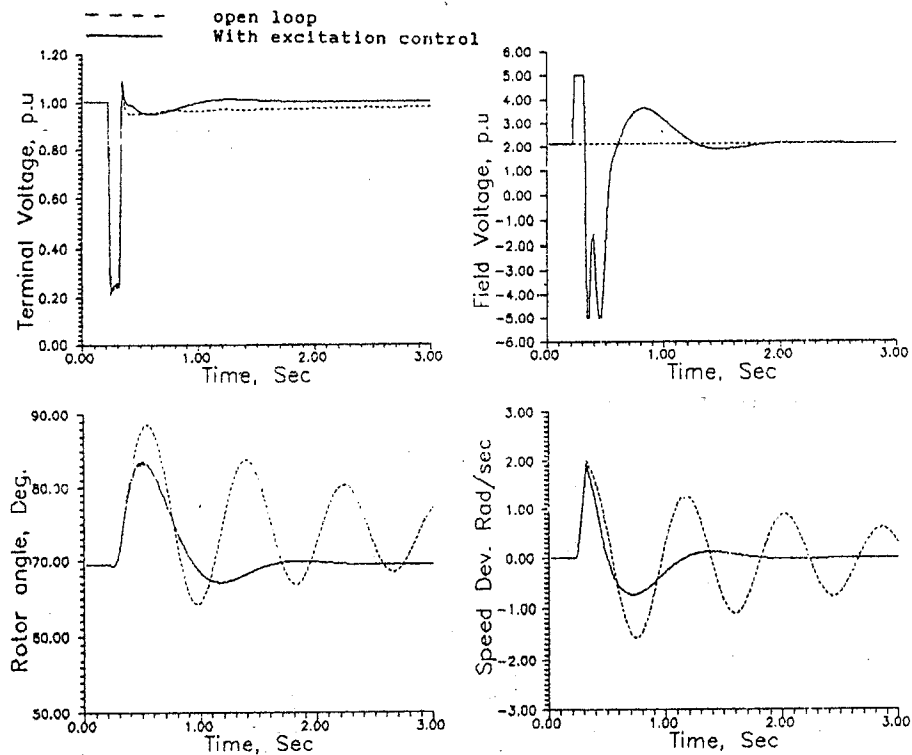 open loop
With excitation control
1.20
1.00
0.80
0.60
0.40
0.20
0.00
Terminal Voltage, p.u
0.00 1.00 2.00 3.00
Time, Sec
6.00
5.00
4.00
3.00
2.00
1.00
0.00
-1.00
-2.00
-3.00
-4.00
-5.00
-6.00
Field Voltage, p.u
0.00 1.00 2.00 3.00
Time, Sec
90.00
80.00
70.00
60.00
50.00
Rotor angle, Deg.
0.00 1.00 2.00 3.00
Time, Sec
3.00
2.00
1.00
0.00
-1.00
-2.00
-3.00
Speed Dev. Rad/sec
0.00 1.00 2.00 3.00
Time, Sec